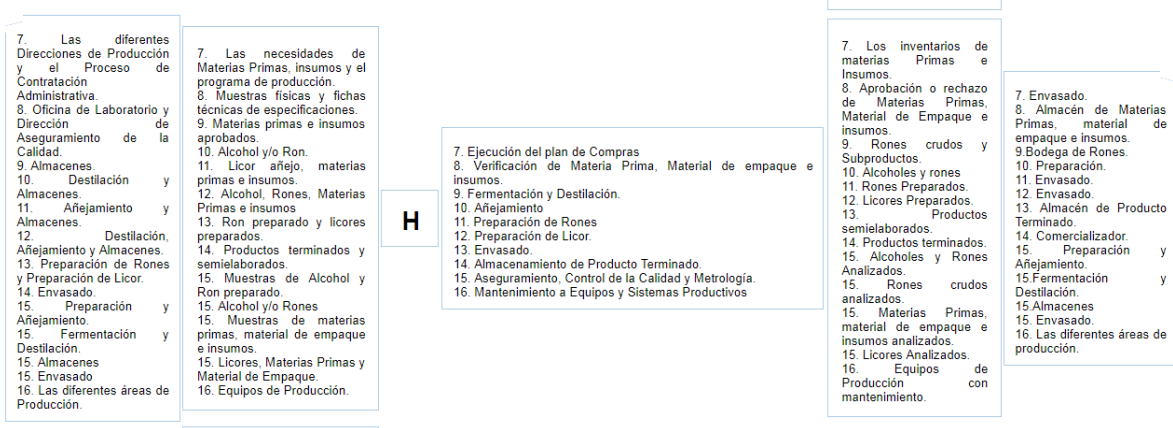 7. Las diferentes
Direcciones de Producción
y el Proceso de
Contratación
Administrativa.
8. Oficina de Laboratorio y
Dirección de
Aseguramiento de la
Calidad.
9. Almacenes.
10. Destilación y
Almacenes.
11. Añejamiento y
Almacenes.
12. Destilación,
Añejamiento y Almacenes.
13. Preparación de Rones
y Preparación de Licor.
14. Envasado.
15. Preparación y
Añejamiento.
15. Fermentación y
Destilación.
15. Almacenes
15. Envasado
16. Las diferentes áreas de
Producción.
7. Las necesidades de
Materias Primas, insumos y el
programa de producción.
8. Muestras físicas y fichas
técnicas de especificaciones.
9. Materias primas e insumos
aprobados.
10. Alcohol y/o Ron.
11. Licor añejo, materias
primas e insumos.
12. Alcohol, Rones, Materias
Primas e insumos
13. Ron preparado y licores
preparados.
14. Productos terminados y
semielaborados.
15. Muestras de Alcohol y
Ron preparado.
15. Alcohol y/o Rones
15. Muestras de materias
primas, material de empaque
e insumos.
15. Licores, Materias Primas y
Material de Empaque.
16. Equipos de Producción.
H
7. Ejecución del plan de Compras
8. Verificación de Materia Prima, Material de empaque e
insumos.
9. Fermentación y Destilación.
10. Añejamiento
11. Preparación de Rones
12. Preparación de Licor.
13. Envasado.
14. Almacenamiento de Producto Terminado.
15. Aseguramiento, Control de la Calidad y Metrología.
16. Mantenimiento a Equipos y Sistemas Productivos
7. Los inventarios de
materias Primas e
Insumos.
8. Aprobación o rechazo
de Materias Primas,
Material de Empaque e
insumos.
9. Rones crudos y
Subproductos.
10. Alcoholes y rones
11. Rones Preparados.
12. Licores Preparados.
13. Productos
semielaborados.
14. Productos terminados.
15. Alcoholes y Rones
Analizados.
15. Rones crudos
analizados.
15. Materias Primas,
material de empaque e
insumos analizados.
15. Licores Analizados.
16. Equipos de
Producción con
mantenimiento.
7. Envasado.
8. Almacén de Materias
Primas, material de
empaque e insumos.
9.Bodega de Rones.
10. Preparación.
11. Envasado.
12. Envasado.
13. Almacén de Producto
Terminado.
14. Comercializador.
15. Preparación y
Añejamiento.
15.Fermentación y
Destilación.
15.Almacenes
15. Envasado.
16. Las diferentes áreas de
producción.